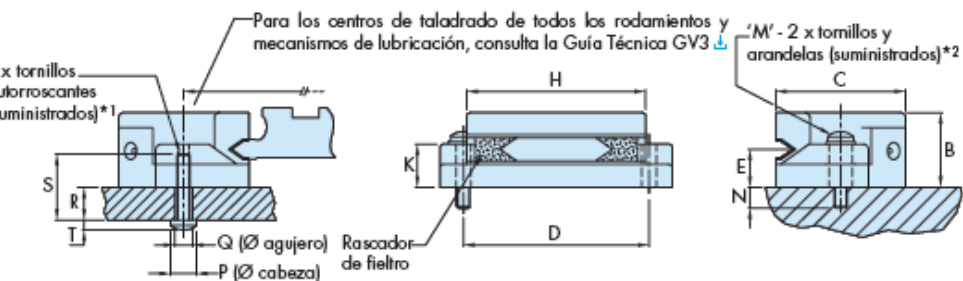 Para los centros de taladrado de todos los rodamientos y
mecanismos de lubricación, consulta la Guía Técnica GV3
'M' - 2 x tornillos y
arandelas (suministrados)*2
x tornillos
utorroscantes
uministrados)*1
H
C
S
R
T
K
E
N
B
D
Q (Ø agujero)
P (Ø cabeza)
Rascador
de fieltro